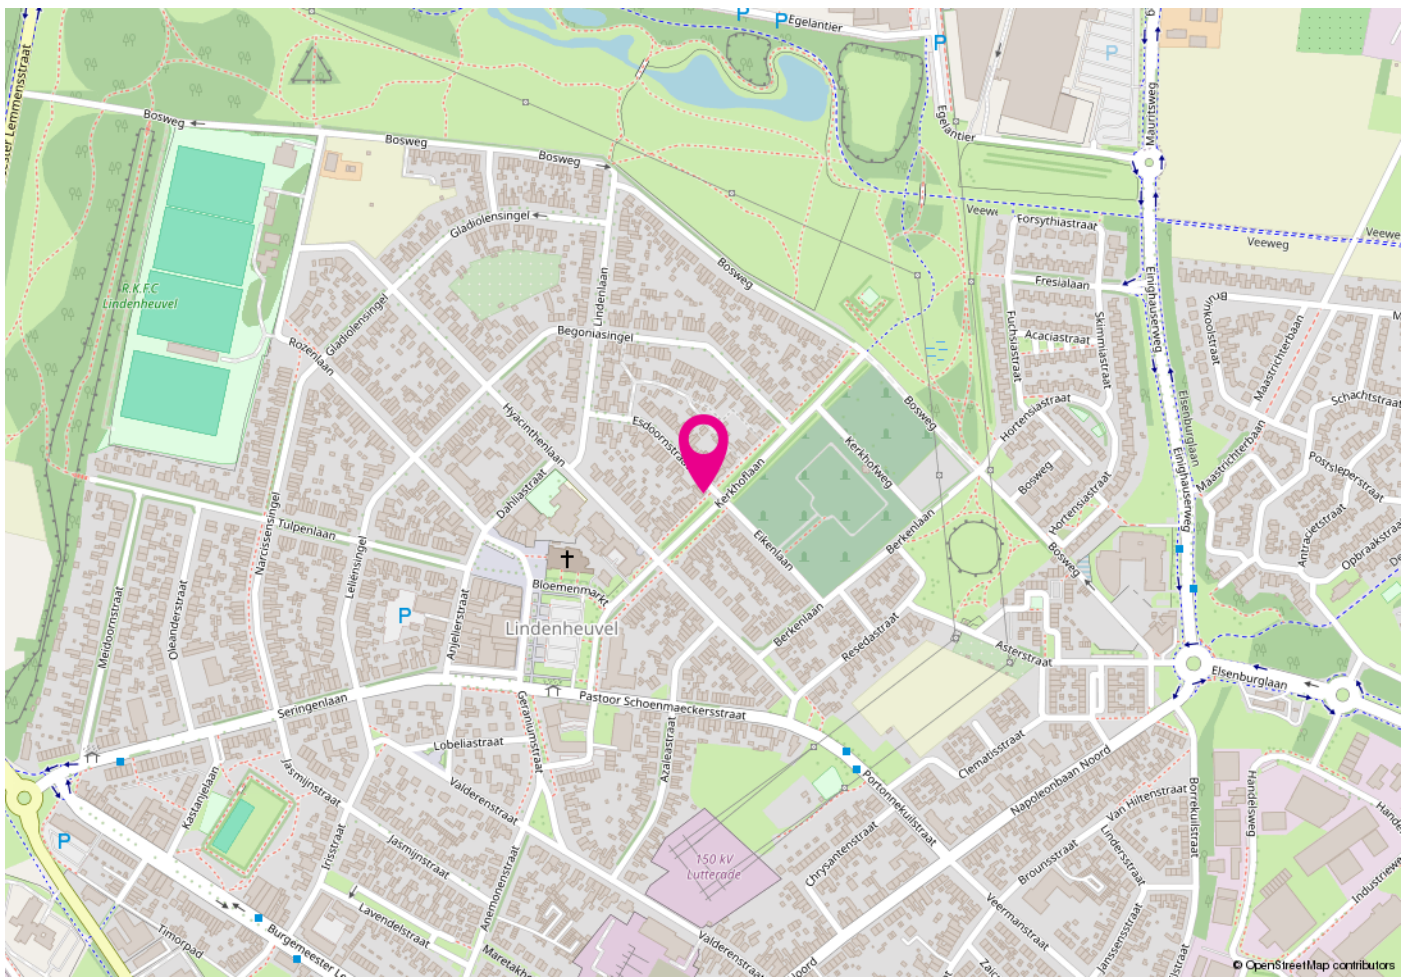 P
P
Egelantier
P
P
Mauritsweg
Bosweg
Bosweg
Bosweg
Egelantier
Veeweg
Veeweg
Gladiolensingel
Forsythiastraat
R.K.F.C
Lindenheuvel
Lindenlaan
Bosweg
Fresialaan
Einighauserweg
Bruinkoolstraat
Gladiolensingel
Begoniasingel
Fuchsiastraat
Acaciastraat
Skimmiastraat
Maastrichterbaan
Rozenlaan
Hyacinthenlaan
Esdoornstraat
Bosweg
Hortensiastraat
Elsenburglaan
Schachtstraat
Kerkhofweg
Maastrichterbaan
Postsleperstraat
Dahliastraat
Kerkhoflaan
Bosweg
Hortensiastraat
Einighauserweg
Narcissensingel
Tulpenlaan
Leliënsingel
Eikenlaan
Berkenlaan
Bosweg
Antracietstraat
Opbraakstraat
Meidoornstraat
Oleanderstraat
P
Anjelierstraat
Bloemenmarkt
Lindenheuvel
Berkenlaan
Resedastraat
Asterstraat
Elsenburglaan
Seringenlaan
Geraniumstraat
Pastoor Schoenmaeckersstraat
Azaleastraat
Lobeliastraat
Clematisstraat
Napoleonbaan Noord
Kastanjelaan
Jasmijnstraat
Valderenstraat
Portonnekuilstraat
Van Hiltenstraat
Borrekuilstraat
Handelsweg
P
Irisstraat
Jasmijnstraat
150 kV
Lutterade
Chrysantenstraat
Brounsstraat
Lindersstraat
Anemonenstraat
Lavendelstraat
Veermanstraat
Janssensstraat
Timorpad
Valderenstraat
© OpenStreetMap contributors